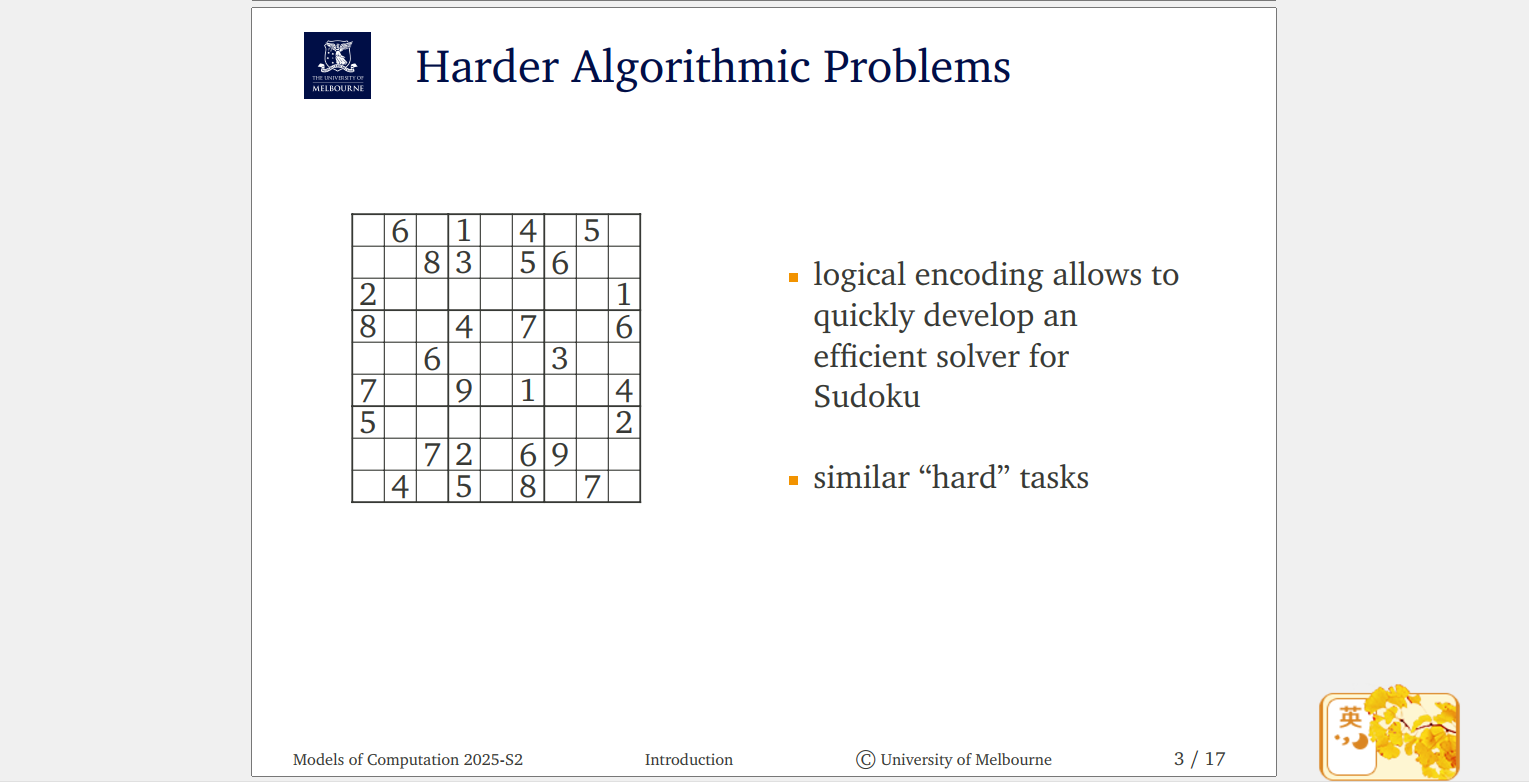 THE UNIVERSITY OF
MELBOURNE
Harder Algorithmic Problems
6 1 4 5
8 3 5 6
2 1
8 4 7 6
6 3
7 9 1 4
5 2
7 2 6 9
4 5 8 7
▪ logical encoding allows to
quickly develop an
efficient solver for
Sudoku
▪ similar “hard” tasks
Models of Computation 2025-S2 Introduction © University of Melbourne 3 / 17
英